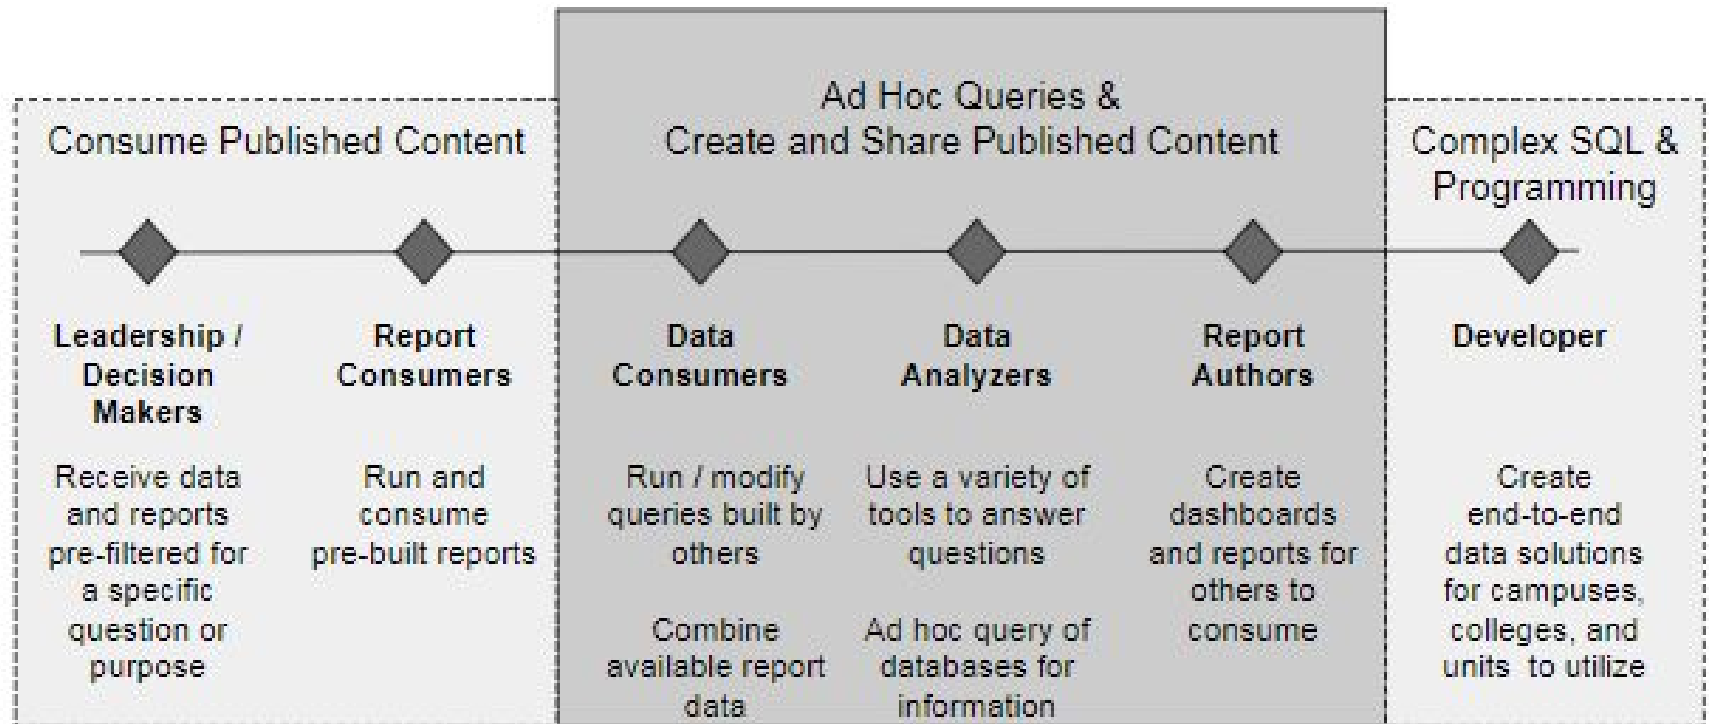 Consume Published Content
Ad Hoc Queries &
Create and Share Published Content
Complex SQL &
Programming
Leadership /
Decision
Makers
Receive data
and reports
pre-filtered for
a specific
question or
purpose
Report
Consumers
Run and
consume
pre-built reports
Data
Consumers
Run / modify
queries built by
others
Combine
available report
data
Data
Analyzers
Use a variety of
tools to answer
questions
Ad hoc query of
databases for
information
Report
Authors
Create
dashboards
and reports for
others to
consume
Developer
Create
end-to-end
data solutions
for campuses,
colleges, and
units to utilize